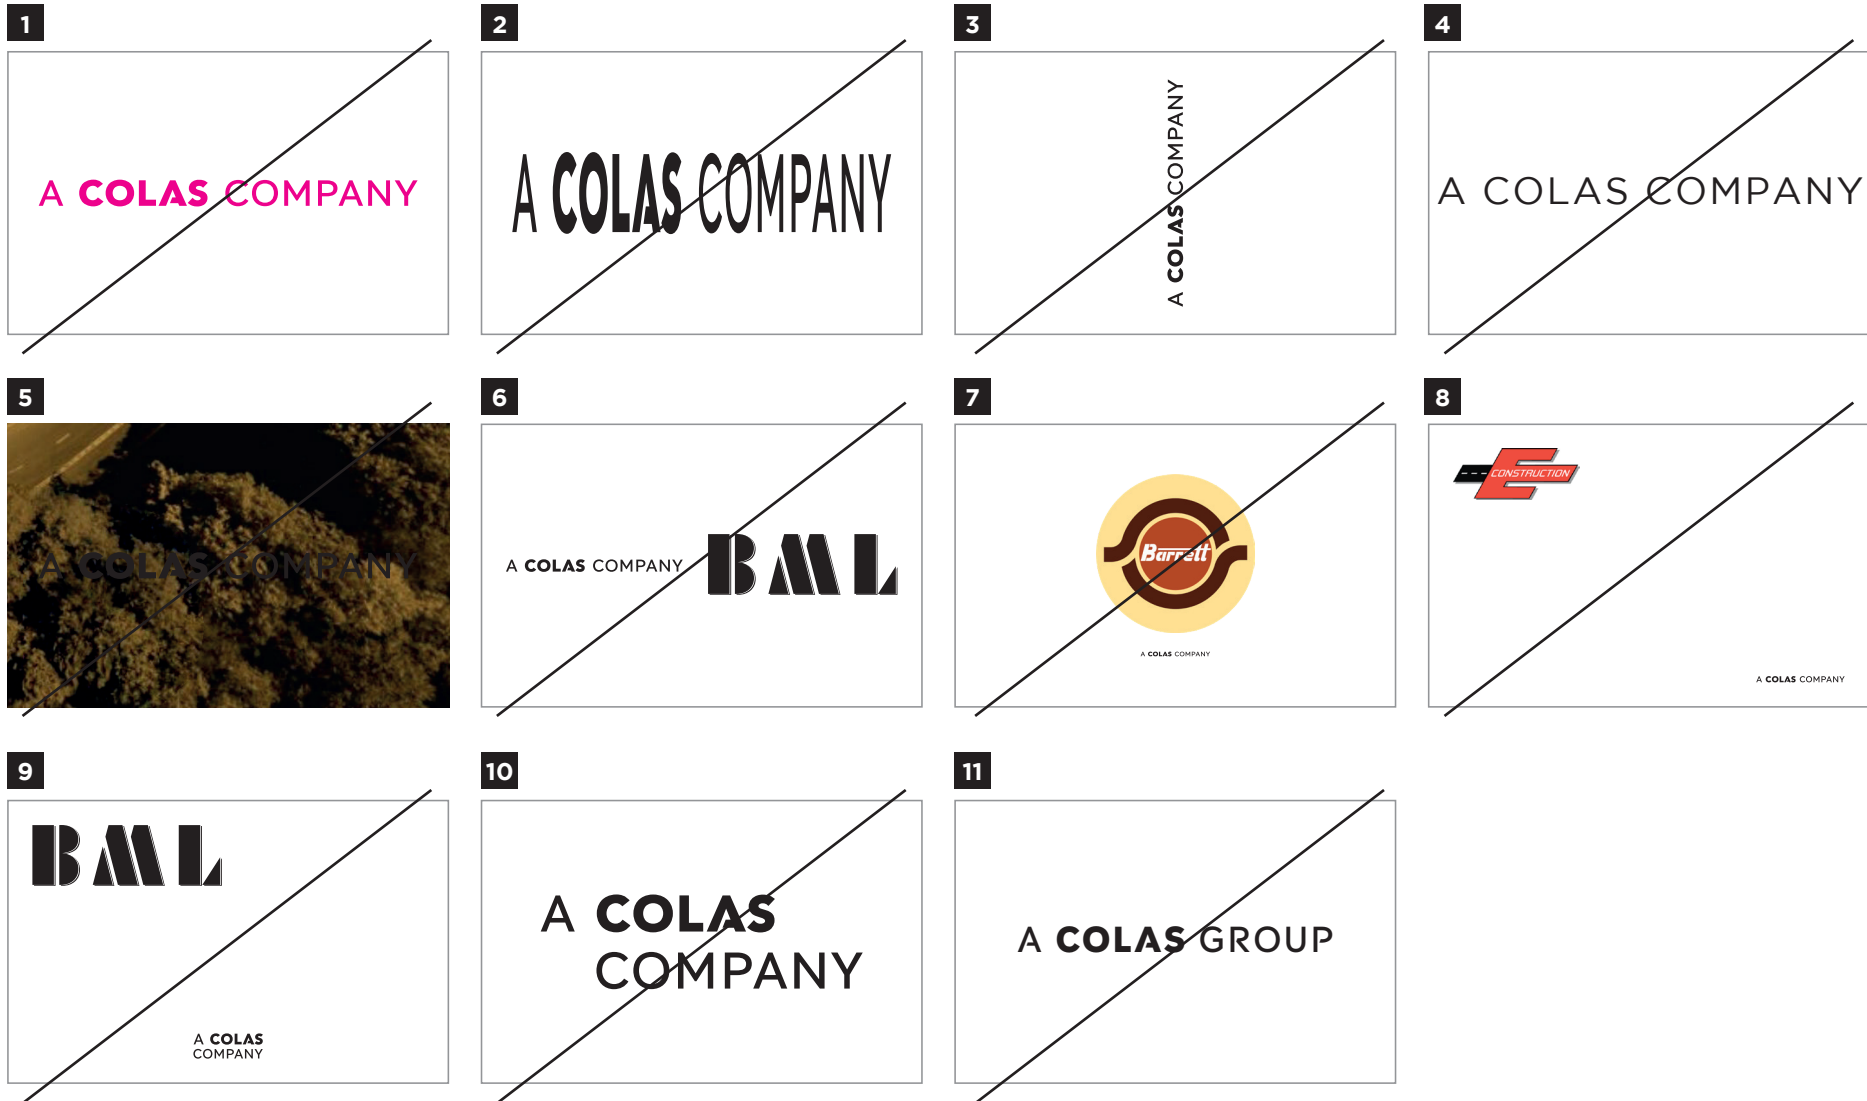 1
A COLAS COMPANY
2
A COLAS COMPANY
3
A COLAS COMPANY
4
A COLAS COMPANY
5
A COLAS COMPANY
6
A COLAS COMPANY BML
7
Barrett
A COLAS COMPANY
8
E
CONSTRUCTION
A COLAS COMPANY
9
BML
A COLAS
COMPANY
10
A COLAS
COMPANY
11
A COLAS GROUP